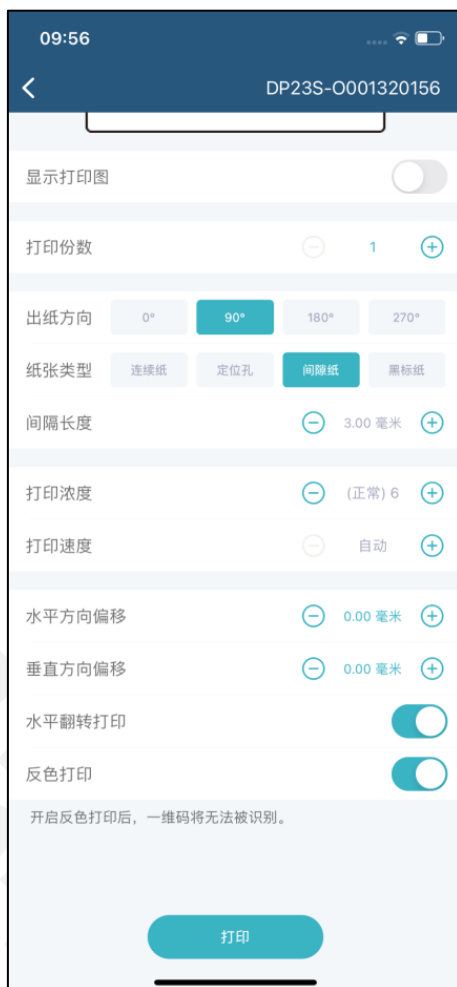 09:56
DP23S-O001320156
显示打印图
打印份数 1
出纸方向 0° 90° 180° 270°
纸张类型 连续纸 定位孔 间隙纸 黑标纸
间隔长度 3.00 毫米
打印浓度 (正常) 6
打印速度 自动
水平方向偏移 0.00 毫米
垂直方向偏移 0.00 毫米
水平翻转打印
反色打印
开启反色打印后，一维码将无法被识别。
打印